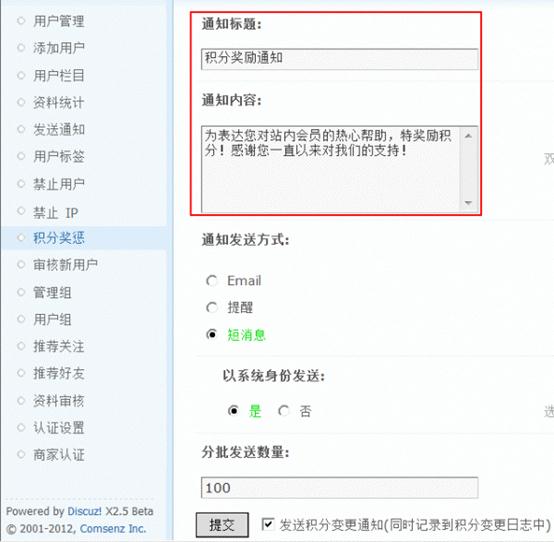 用户管理
添加用户
用户栏目
资料统计
发送通知
用户标签
禁止用户
禁止 IP
积分奖惩
审核新用户
管理组
用户组
推荐关注
推荐好友
资料审核
认证设置
商家认证
Powered by Discuz! X2.5 Beta
© 2001-2012, Comsenz Inc.
通知标题:
积分奖励通知
通知内容:
为表达您对站内会员的热心帮助，特奖励积
分！感谢您一直以来对我们的支持！
双
通知发送方式:
Email
提醒
短消息
以系统身份发送:
是 否
选
分批发送数量:
100
提交 发送积分变更通知(同时记录到积分变更日志中)